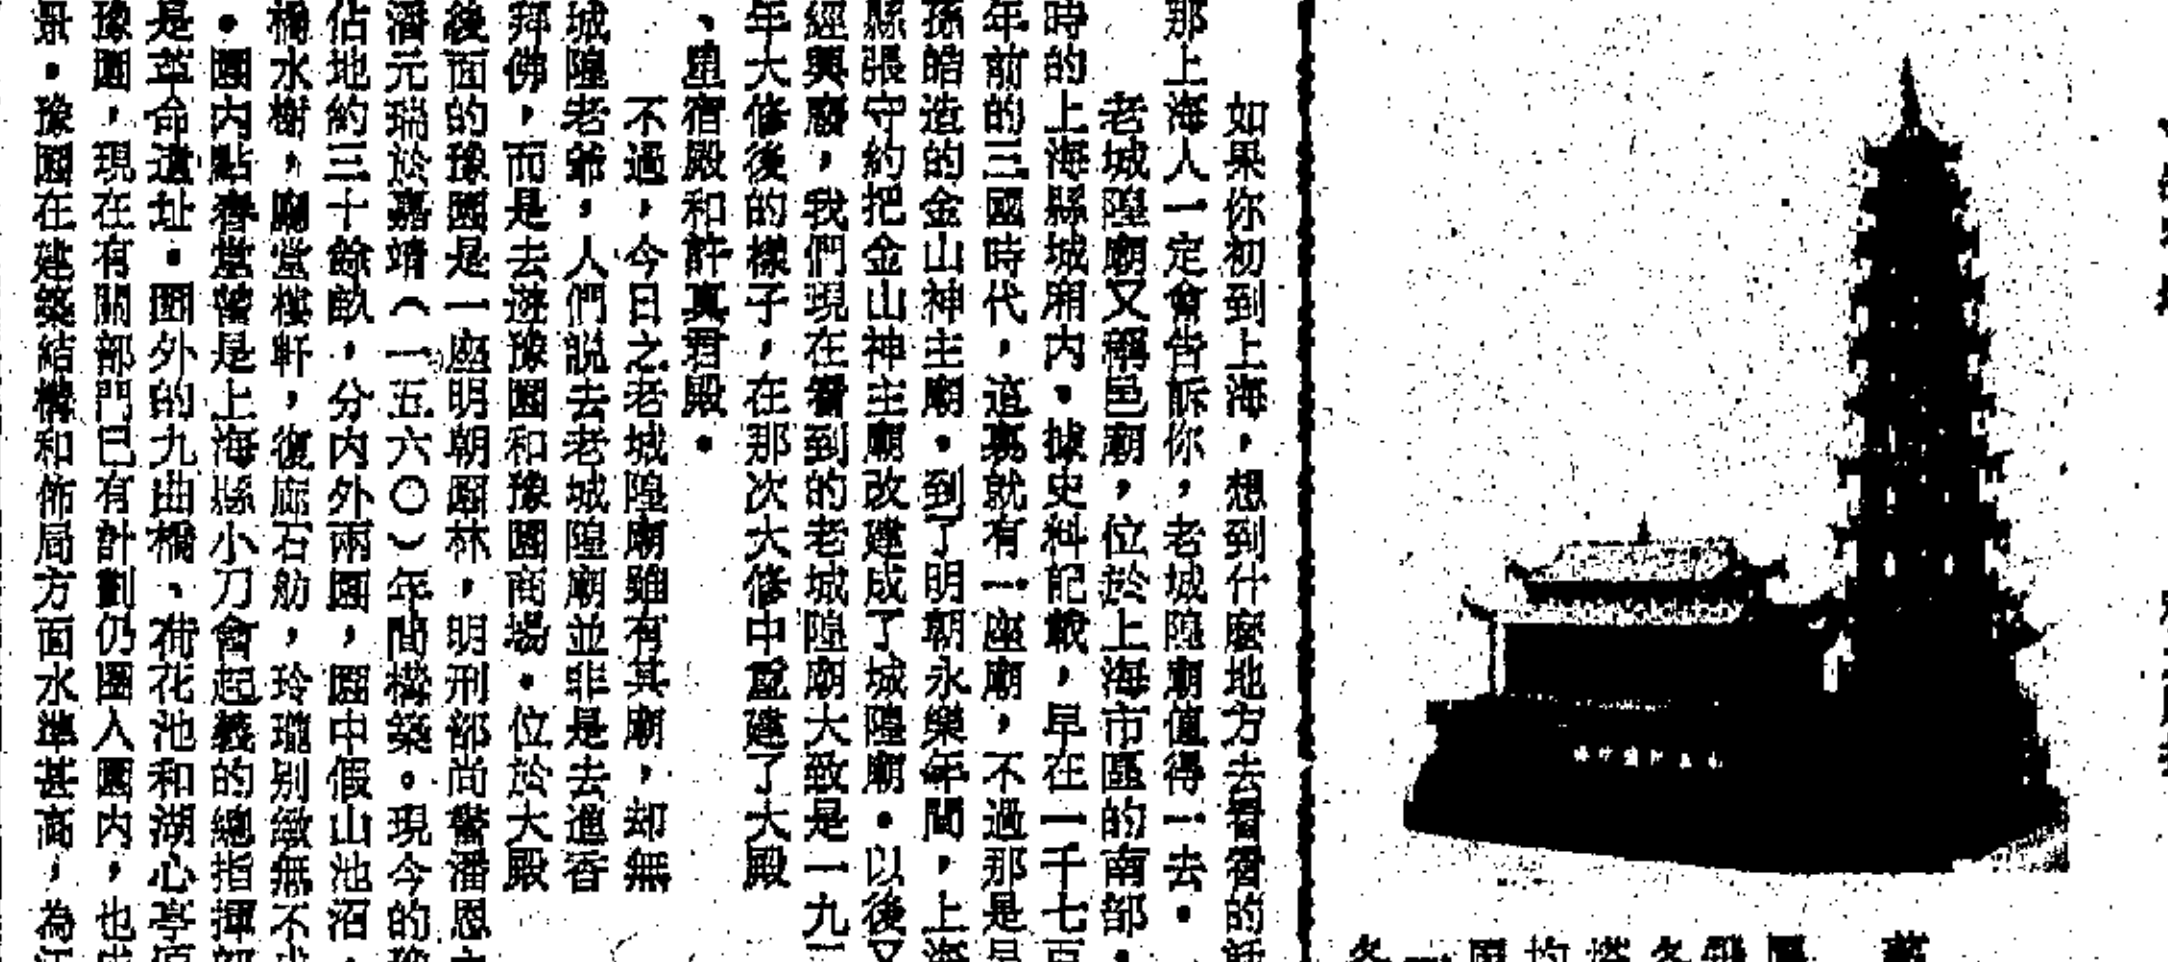 如果你初到上海，想到什麼地方去看看的話
那上海人一定會告訴你，老城隍廟值得一去。
老城隍廟又稱邑廟，位於上海市區的南部，
時的上海縣城廂內。據史料記載，早在一千七百
年前的三國時代，這裏就有一座廟，不過那是吳
孫皓造的金山神主廟。到了明朝永樂年間，上海
縣張守約把金山神主廟改建成了城隍廟。以後又
經興廢，我們現在看到的老城隍廟大致是一九二
年大修後的樣子，在那次大修中重建了大殿
、星宿殿和許真君殿。
不過，今日之老城隍廟雖有其廟，却無
城隍老爺，人們説去老城隍廟並非是去進香
拜佛，而是去遊豫園和豫園商場。位於大殿
後面的豫園是一座明朝園林，明刑部尚書潘恩之
潘元瑞於嘉靖（一五六〇）年間構築。現今的豫
佔地約三十餘畝，分內外兩園，園中假山池沼，
橋水榭，廳堂樓軒，復廊石舫，玲瓏別緻無不
。園內點春堂舊是上海縣小刀會起義的總指揮部
是革命遺址。園外的九曲橋、荷花池和湖心亭原
豫園，現在有關部門已有計劃仍圈入園內，也
景。豫園在建築結構和佈局方面水準甚高，為江